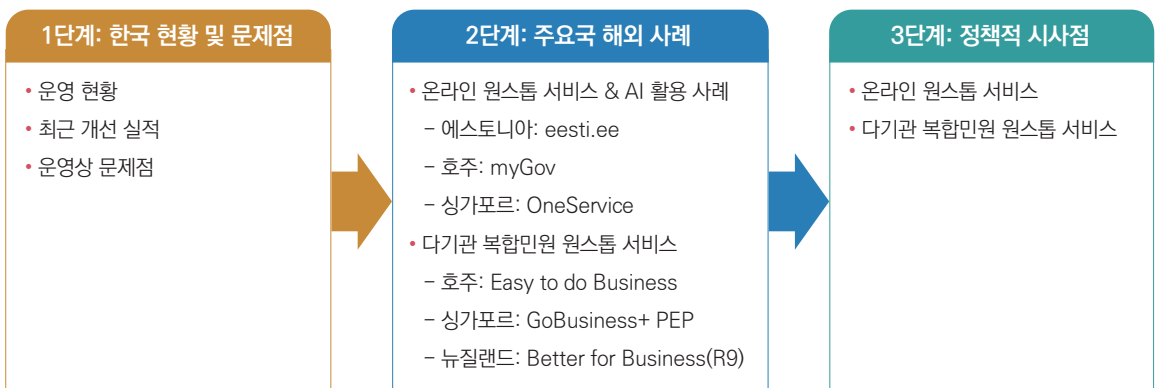 1단계: 한국 현황 및 문제점
• 운영 현황
• 최근 개선 실적
• 운영상 문제점
2단계: 주요국 해외 사례
• 온라인 원스톱 서비스 & AI 활용 사례
– 에스토니아: eesti.ee
– 호주: myGov
– 싱가포르: OneService
• 다기관 복합민원 원스톱 서비스
– 호주: Easy to do Business
– 싱가포르: GoBusiness+ PEP
– 뉴질랜드: Better for Business(R9)
3단계: 정책적 시사점
• 온라인 원스톱 서비스
• 다기관 복합민원 원스톱 서비스